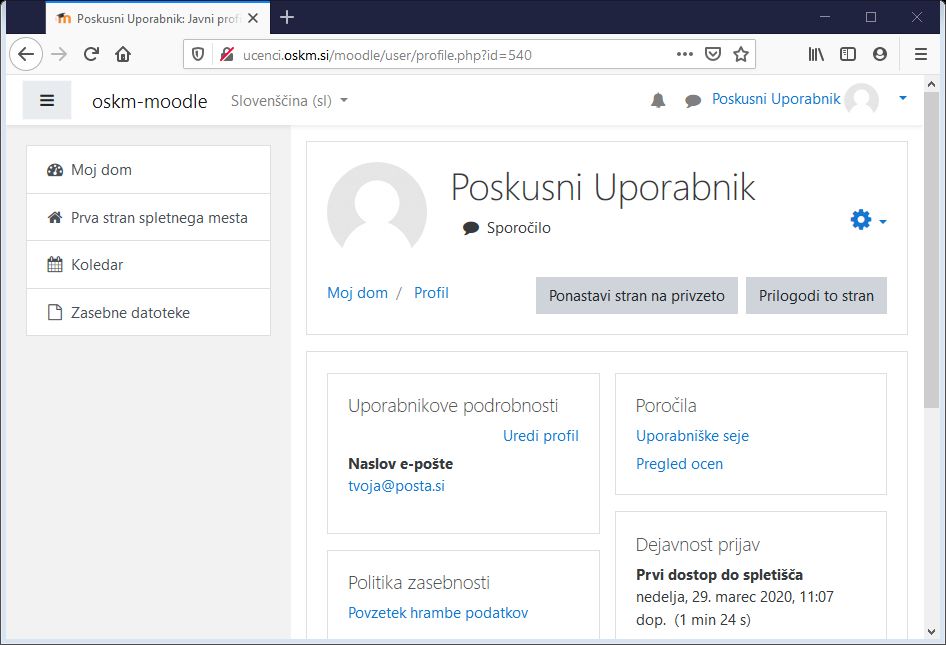 Poskusni Uporabnik: Javni prof
ucenci.oskm.si/moodle/user/profile.php?id=540
oskm-moodle
Slovenščina (sl)
Poskusni Uporabnik
Moj dom
Prva stran spletnega mesta
Koledar
Zasebne datoteke
Poskusni Uporabnik
Sporočilo
Moj dom / Profil
Ponastavi stran na privzeto
Prilogodi to stran
Uporabnikove podrobnosti
Uredi profil
Naslov e-pošte
tvoja@posta.si
Politika zasebnosti
Povzetek hrambe podatkov
Poročila
Uporabniške seje
Pregled ocen
Dejavnost prijav
Prvi dostop do spletišča
nedelja, 29. marec 2020, 11:07
dop. (1 min 24 s)